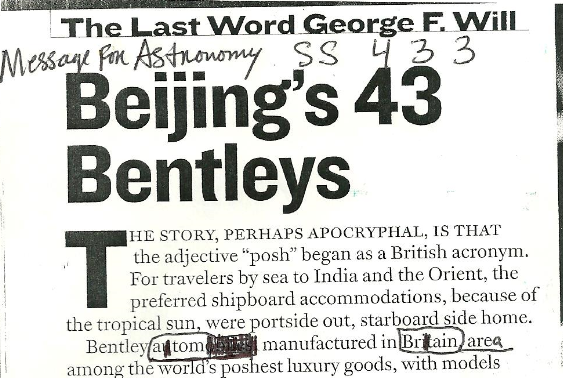 The Last Word George F. Will
Message For Astronomy SS 433
Beijing's 43
Bentleys
THE STORY, PERHAPS APOCRYPHAL, IS THAT
the adjective “posh” began as a British acronym.
For travelers by sea to India and the Orient, the
preferred shipboard accommodations, because of
the tropical sun, were portside out, starboard side home.
Bentley autom manufactured in Britain area
among the world's poshest luxury goods, with models